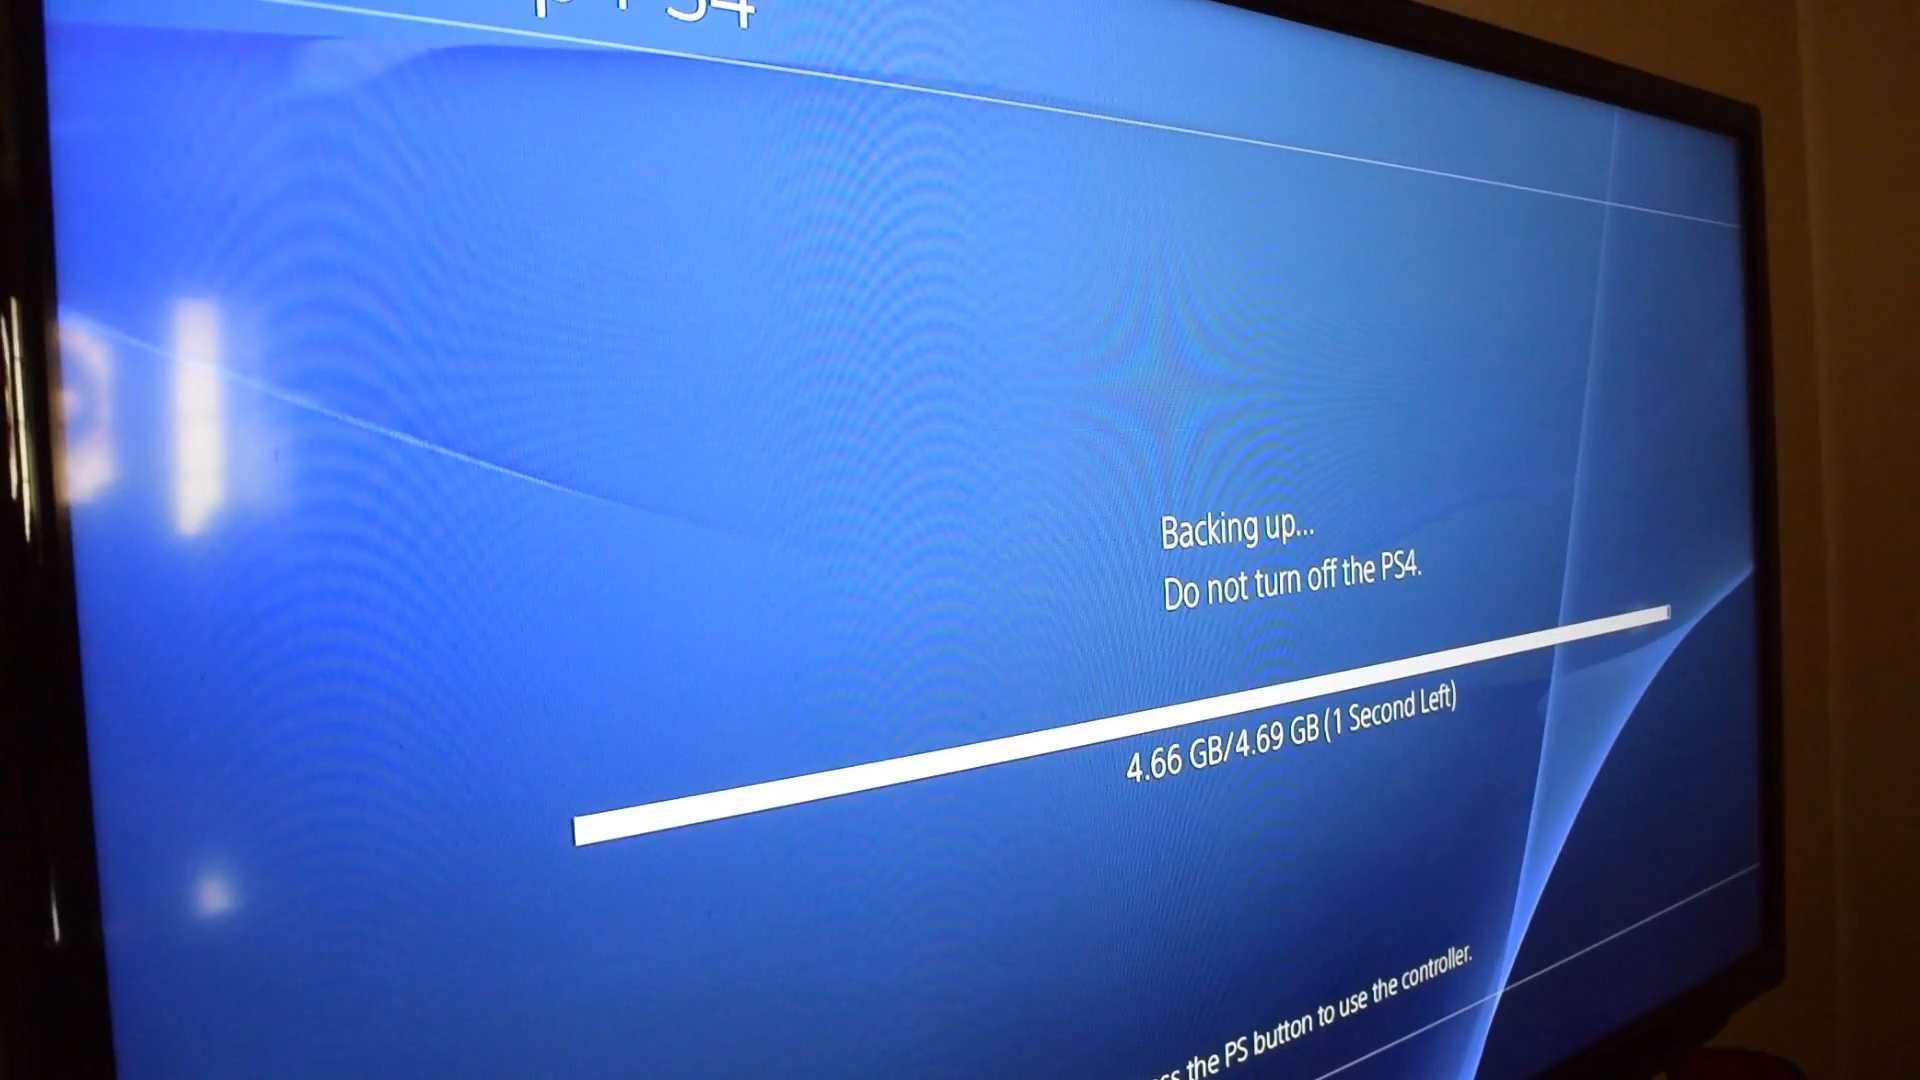 PS4
Backing up...
Do not turn off the PS4.
4.66 GB/4.69 GB (1 Second Left)
the PS button to use the controller.